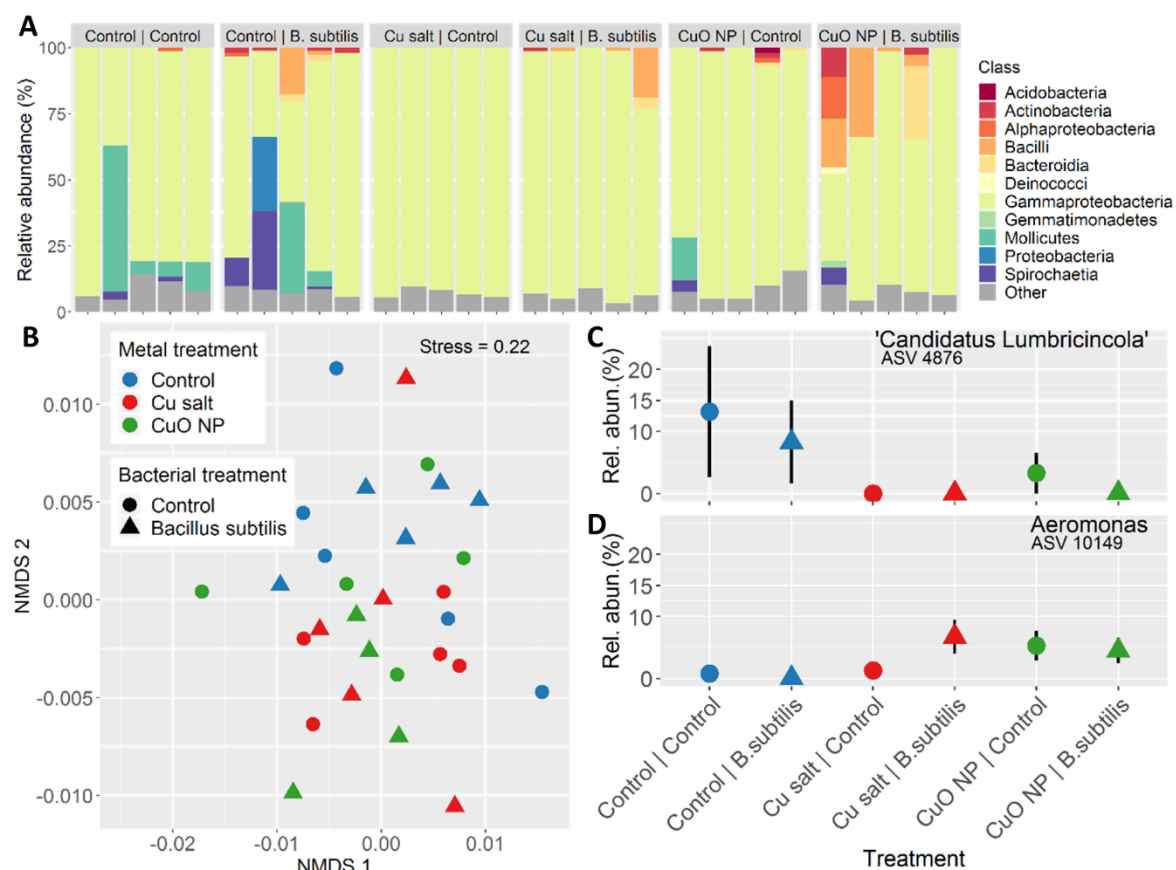 A
Control | Control
Control | B. subtilis
Cu salt | Control
Cu salt | B. subtilis
CuO NP | Control
CuO NP | B. subtilis
Relative abundance (%)
100
75
50
25
0
Class
Acidobacteria
Actinobacteria
Alphaproteobacteria
Bacilli
Bacteroidia
Deinococci
Gammaproteobacteria
Gemmatimonadetes
Mollicutes
Proteobacteria
Spirochaetia
Other
B
Metal treatment
Control
Cu salt
CuO NP
Bacterial treatment
Control
Bacillus subtilis
Stress = 0.22
NMDS 2
0.010
0.005
0.000
-0.005
-0.010
-0.02
-0.01
0.00
0.01
NMDS 1
C
'Candidatus Lumbricincola'
ASV 4876
Rel. abun.(%)
20
15
10
0
D
Aeromonas
ASV 10149
Rel. abun.(%)
20
10
0
Control | Control
Control | B.subtilis
Cu salt | Control
Cu salt | B.subtilis
CuO NP | Control
CuO NP | B.subtilis
Treatment